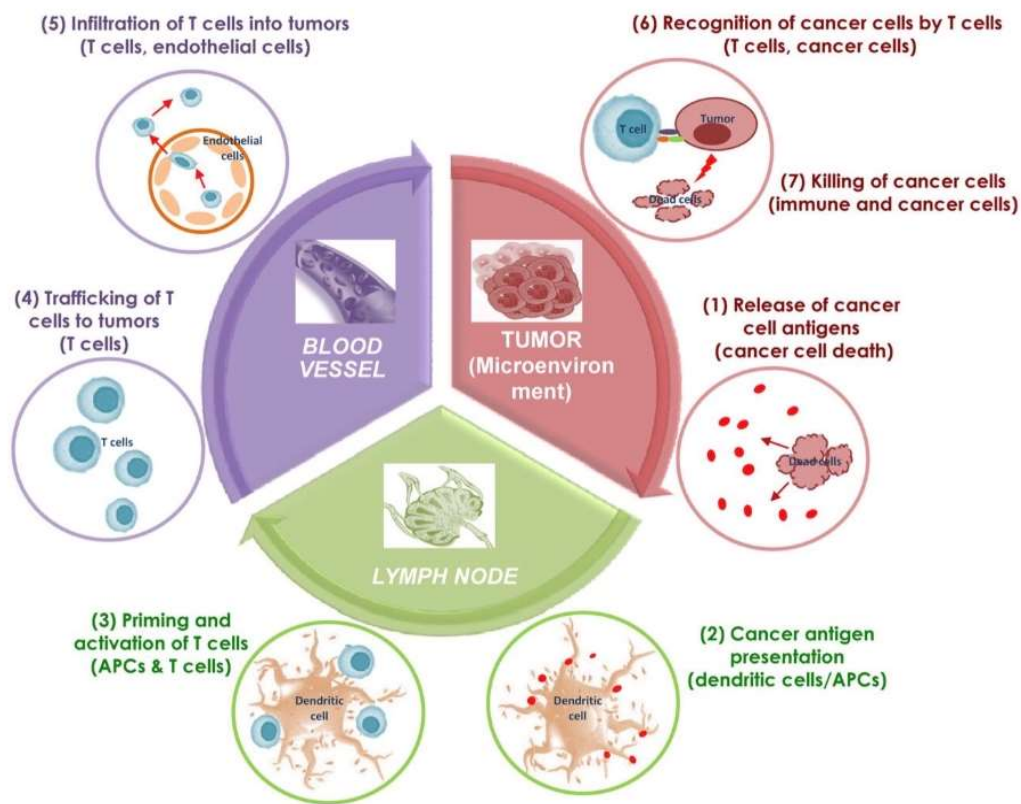 (5) Infiltration of T cells into tumors
(T cells, endothelial cells)
Endothelial
cells
(6) Recognition of cancer cells by T cells
(T cells, cancer cells)
T cell
Tumor
Dead cells
(7) Killing of cancer cells
(immune and cancer cells)
(4) Trafficking of T
cells to tumors
(T cells)
T cells
BLOOD
VESSEL
TUMOR
(Microenviron
ment)
(1) Release of cancer
cell antigens
(cancer cell death)
Dead cells
LYMPH NODE
(3) Priming and
activation of T cells
(APCs & T cells)
Dendritic
cell
Dendritic
cell
(2) Cancer antigen
presentation
(dendritic cells/APCs)